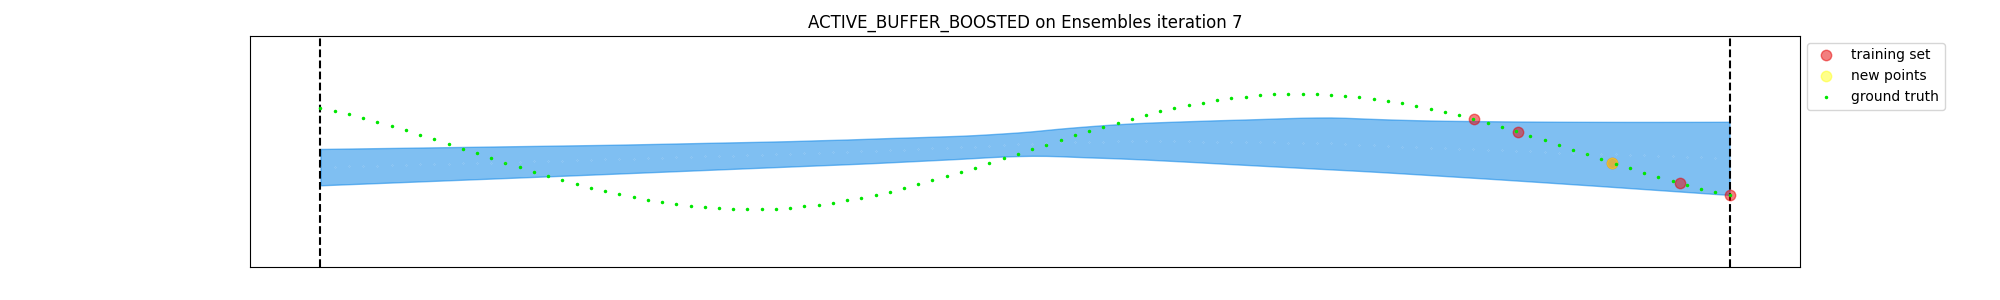 ACTIVE_BUFFER_BOOSTED on Ensembles iteration 7
training set
new points
ground truth